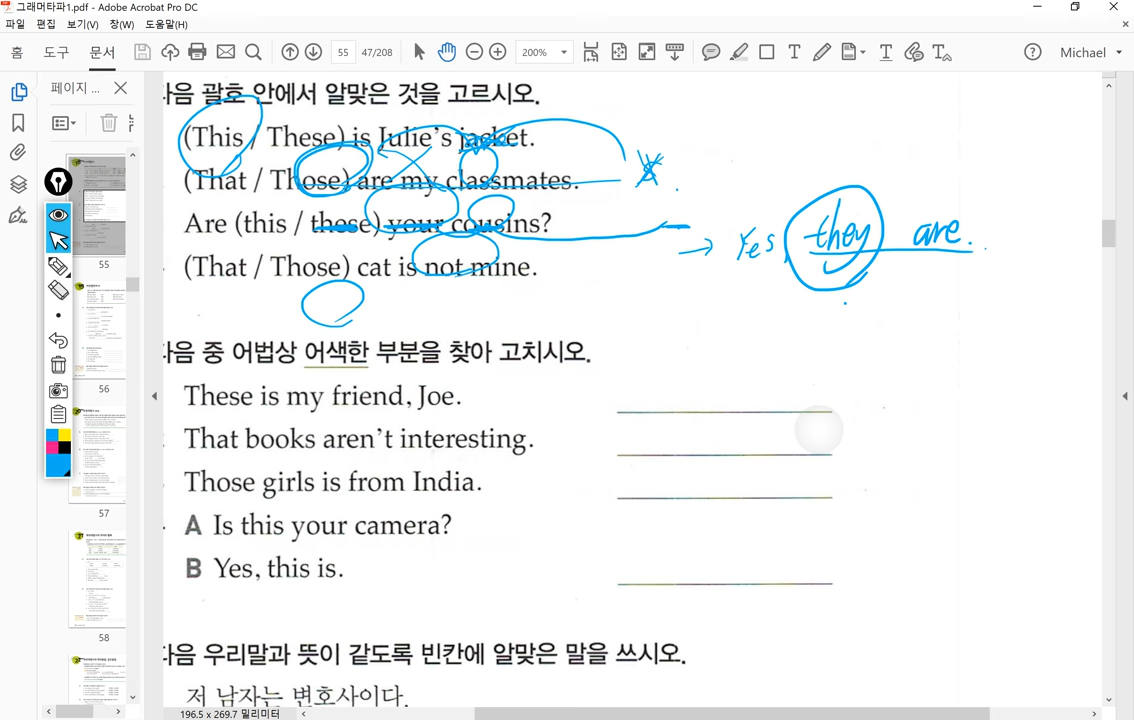 그래머타파1.pdf - Adobe Acrobat Pro DC
파일 편집 보기(V) 창(W) 도움말(H)
홈 도구 문서 55 47/208 200% Michael
페이지 ...
다음 괄호 안에서 알맞은 것을 고르시오.
(This / These) is Julie's jacket.
(That / Those) are my classmates.
Are (this / these) your cousins?
→ Yes, they are.
(That / Those) cat is not mine.
55
다음 중 어법상 어색한 부분을 찾아 고치시오.
56
These is my friend, Joe.
That books aren't interesting.
Those girls is from India.
57
A Is this your camera?
B Yes, this is.
58
다음 우리말과 뜻이 같도록 빈칸에 알맞은 말을 쓰시오.
저 남자는 변호사이다.
196.5 x 269.7 밀리미터